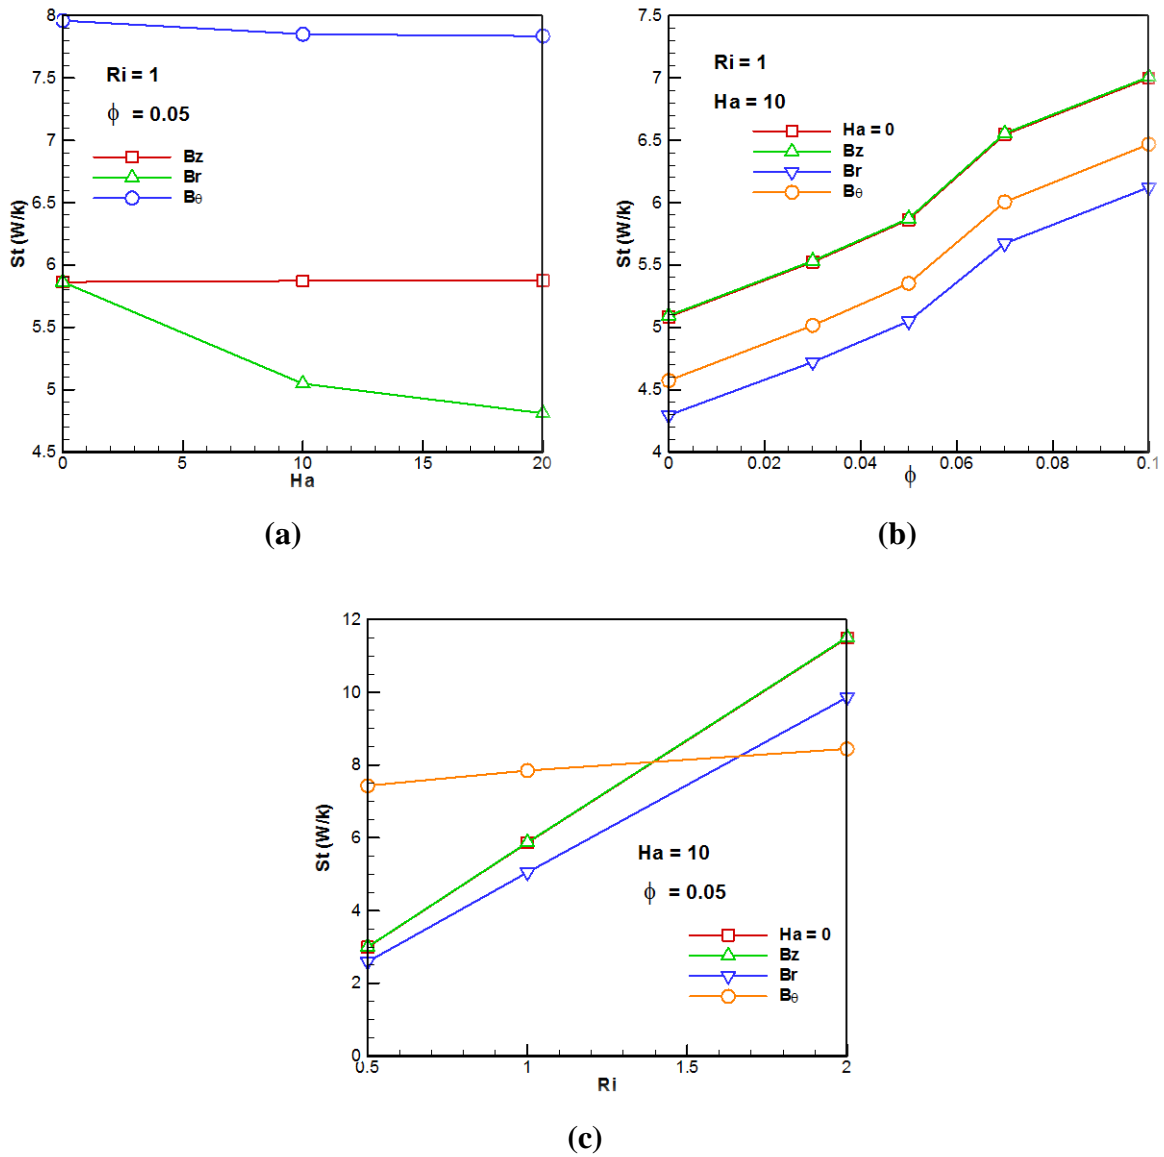 8
7.5
7
6.5
6
5.5
5
4.5
St (W/k)
Ri = 1
ϕ = 0.05
Bz
Br
Bθ
0 5 10 15 20
Ha
(a)
7.5
7
6.5
6
5.5
5
4.5
4
St (W/k)
Ri = 1
Ha = 10
Ha = 0
Bz
Br
Bθ
0 0.02 0.04 0.06 0.08 0.1
ϕ
(b)
12
10
8
6
4
2
0
St (W/k)
Ha = 10
ϕ = 0.05
Ha = 0
Bz
Br
Bθ
0.5 1 1.5 2
Ri
(c)